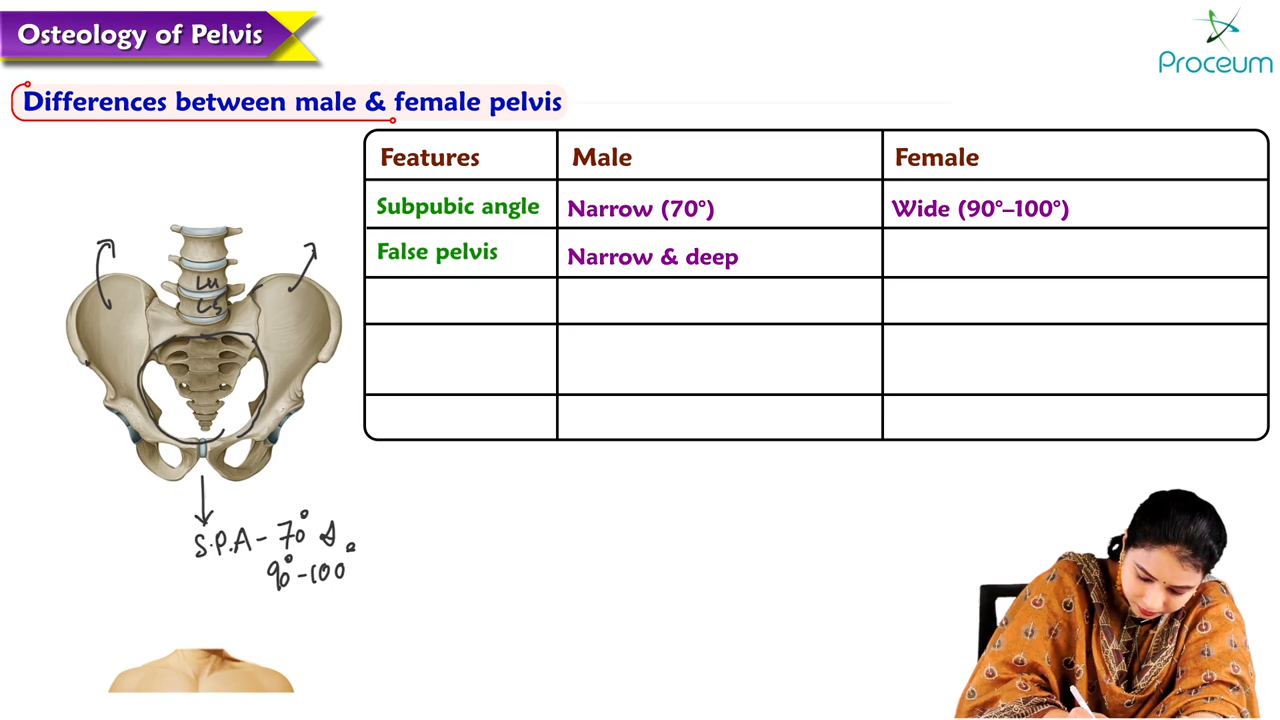 Osteology of Pelvis
Proceum
Differences between male & female pelvis
Features Male Female
Subpubic angle Narrow (70°) Wide (90°–100°)
False pelvis Narrow & deep
L4
L5
S.P.A - 70°
90° - 100°